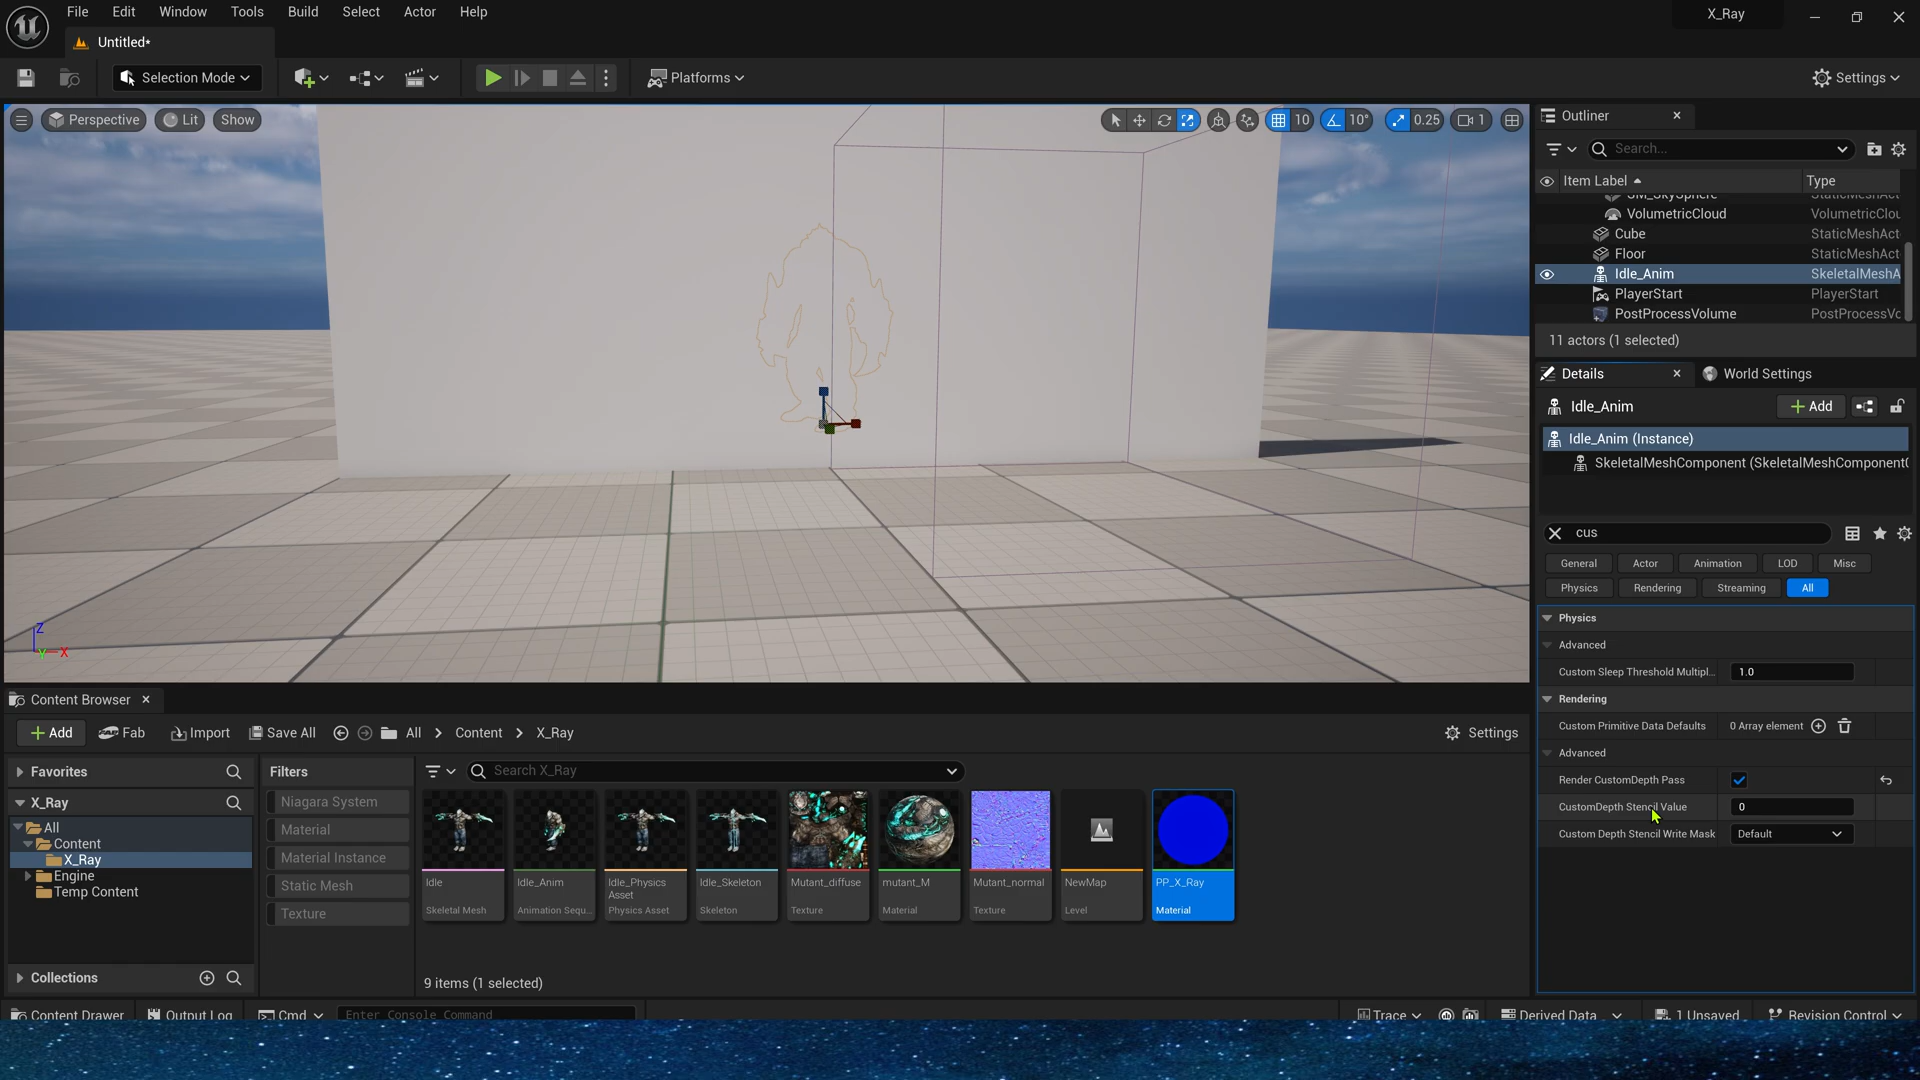 File Edit Window Tools Build Select Actor Help
X_Ray
Untitled*
Selection Mode
Platforms
Settings
Perspective Lit Show
10 10° 0.25 1
Outliner
Search...
Item Label Type
SM_SkySphere StaticMeshAct
VolumetricCloud VolumetricClou
Cube StaticMeshAct
Floor StaticMeshAct
Idle_Anim SkeletalMeshA
PlayerStart PlayerStart
PostProcessVolume PostProcessVo
11 actors (1 selected)
Details World Settings
Idle_Anim
Add
Idle_Anim (Instance)
SkeletalMeshComponent (SkeletalMeshComponent0
cus
General Actor Animation LOD Misc
Physics Rendering Streaming All
Physics
Advanced
Custom Sleep Threshold Multipl... 1.0
Rendering
Custom Primitive Data Defaults 0 Array element
Advanced
Render CustomDepth Pass
CustomDepth Stencil Value 0
Custom Depth Stencil Write Mask Default
Z
Y X
Content Browser
Add Fab Import Save All All Content X_Ray Settings
Favorites
X_Ray
All
Content
X_Ray
Engine
Temp Content
Collections
Filters
Niagara System
Material
Material Instance
Static Mesh
Texture
Search X_Ray
Idle
Skeletal Mesh
Idle_Anim
Animation Sequ...
Idle_Physics
Asset
Physics Asset
Idle_Skeleton
Skeleton
Mutant_diffuse
Texture
mutant_M
Material
Mutant_normal
Texture
NewMap
Level
PP_X_Ray
Material
9 items (1 selected)
Content Drawer Output Log Cmd Enter Console Command Trace Derived Data 1 Unsaved Revision Control